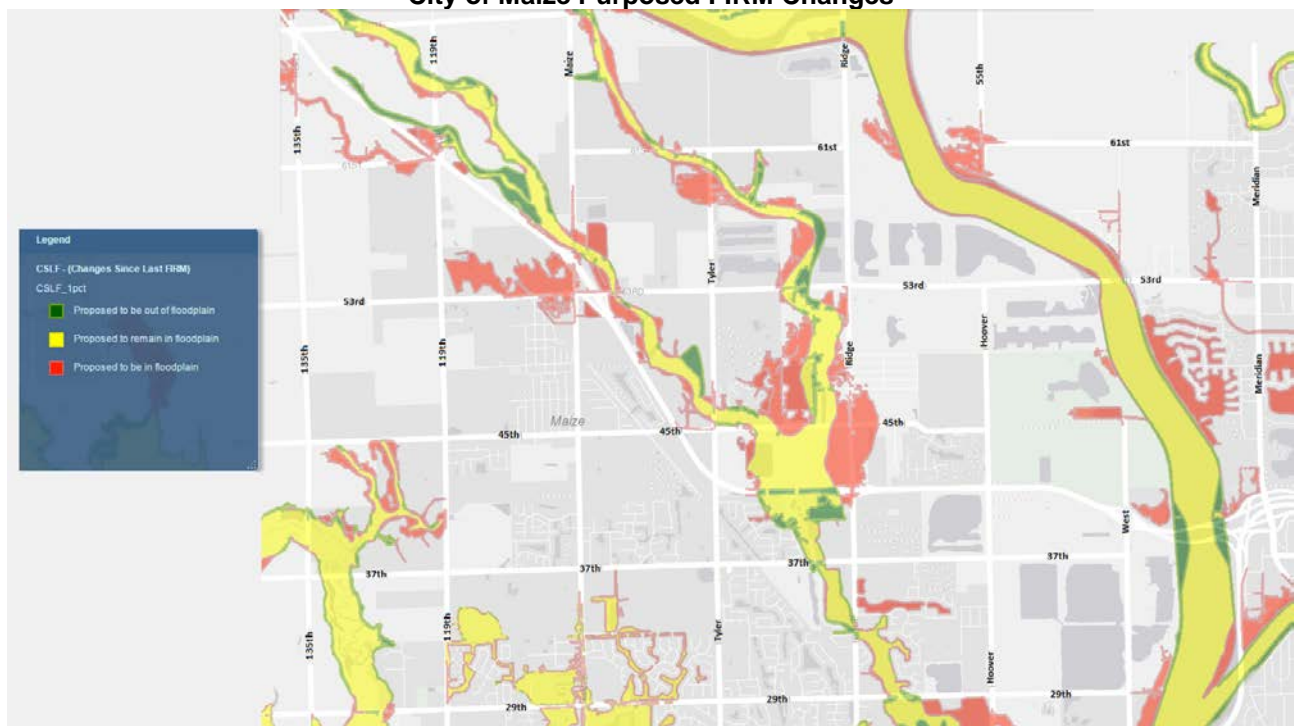 City of Maize Purposed FIRM Changes
119th
Maize
Ridge
55th
135th
61ST
61st
61st
Meridian
Legend
CSLF - (Changes Since Last FIRM)
CSLF_1pct
Proposed to be out of floodplain
Proposed to remain in floodplain
Proposed to be in floodplain
Tyler
53rd
53RD
53rd
53rd
Hoover
135th
119th
Ridge
Meridian
Maize
45th
45th
45th
West
37th
37th
37th
37th
135th
119th
Tyler
Hoover
29th
29th